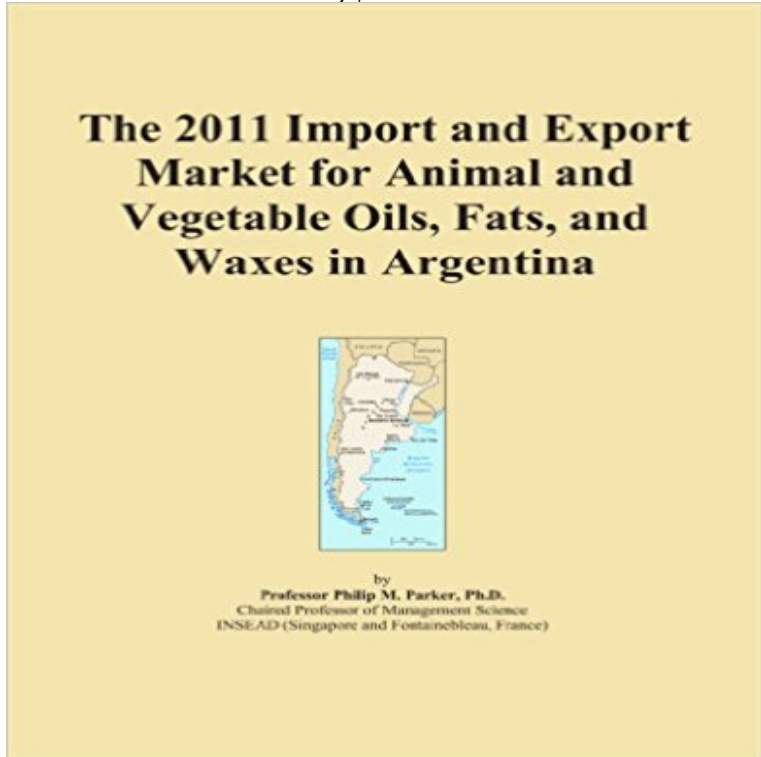 The 2011 Import and Export
Market for Animal and
Vegetable Oils, Fats, and
Waxes in Argentina
by
Professor Philip M. Parker, Ph.D.
Chaired Professor of Management Science
INSEAD (Singapore and Fontainebleau, France)